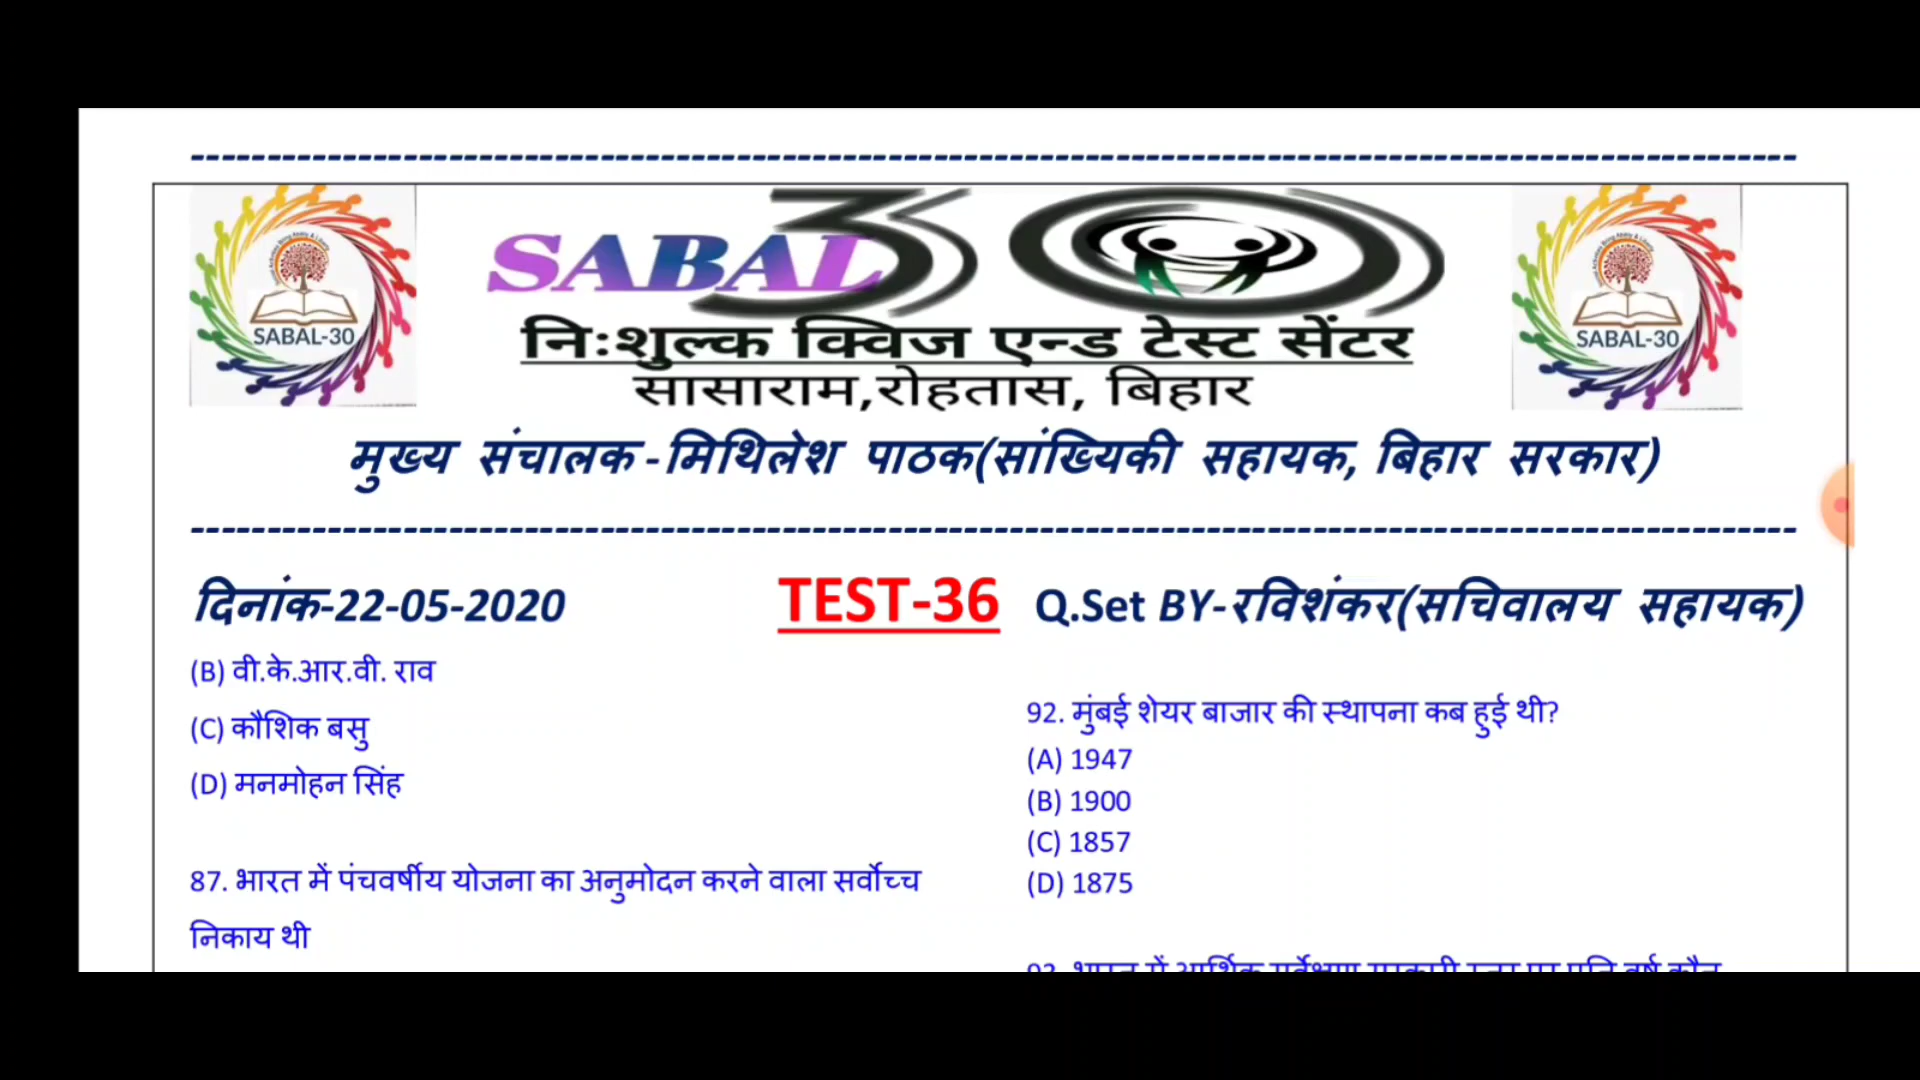 SABAL 30
SABAL-30
SABAL-30
निःशुल्क क्विज एन्ड टेस्ट सेंटर
सासाराम,रोहतास, बिहार
मुख्य संचालक-मिथिलेश पाठक(सांख्यिकी सहायक, बिहार सरकार)
दिनांक-22-05-2020
TEST-36
Q.Set BY-रविशंकर(सचिवालय सहायक)
(B) वी.के.आर.वी. राव
(C) कौशिक बसु
(D) मनमोहन सिंह
87. भारत में पंचवर्षीय योजना का अनुमोदन करने वाला सर्वोच्च
निकाय थी
92. मुंबई शेयर बाजार की स्थापना कब हुई थी?
(A) 1947
(B) 1900
(C) 1857
(D) 1875